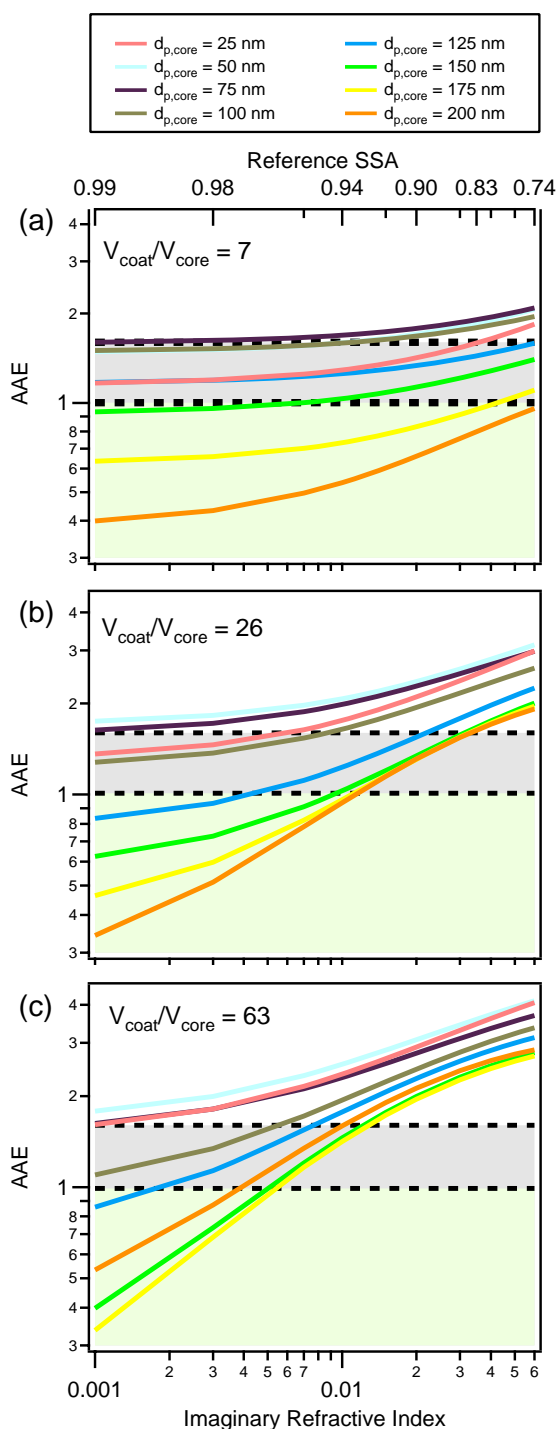 d_p,core = 25 nm d_p,core = 125 nm
d_p,core = 50 nm d_p,core = 150 nm
d_p,core = 75 nm d_p,core = 175 nm
d_p,core = 100 nm d_p,core = 200 nm
Reference SSA
0.99 0.98 0.94 0.90 0.83 0.74
(a)
V_coat/V_core = 7
AAE
4
3
2
1
9
8
7
6
5
4
3
(b)
V_coat/V_core = 26
AAE
4
3
2
1
9
8
7
6
5
4
3
(c)
V_coat/V_core = 63
AAE
4
3
2
1
8
7
6
5
4
3
2 3 4 5 6 7 2 3 4 5 6
0.001 0.01
Imaginary Refractive Index